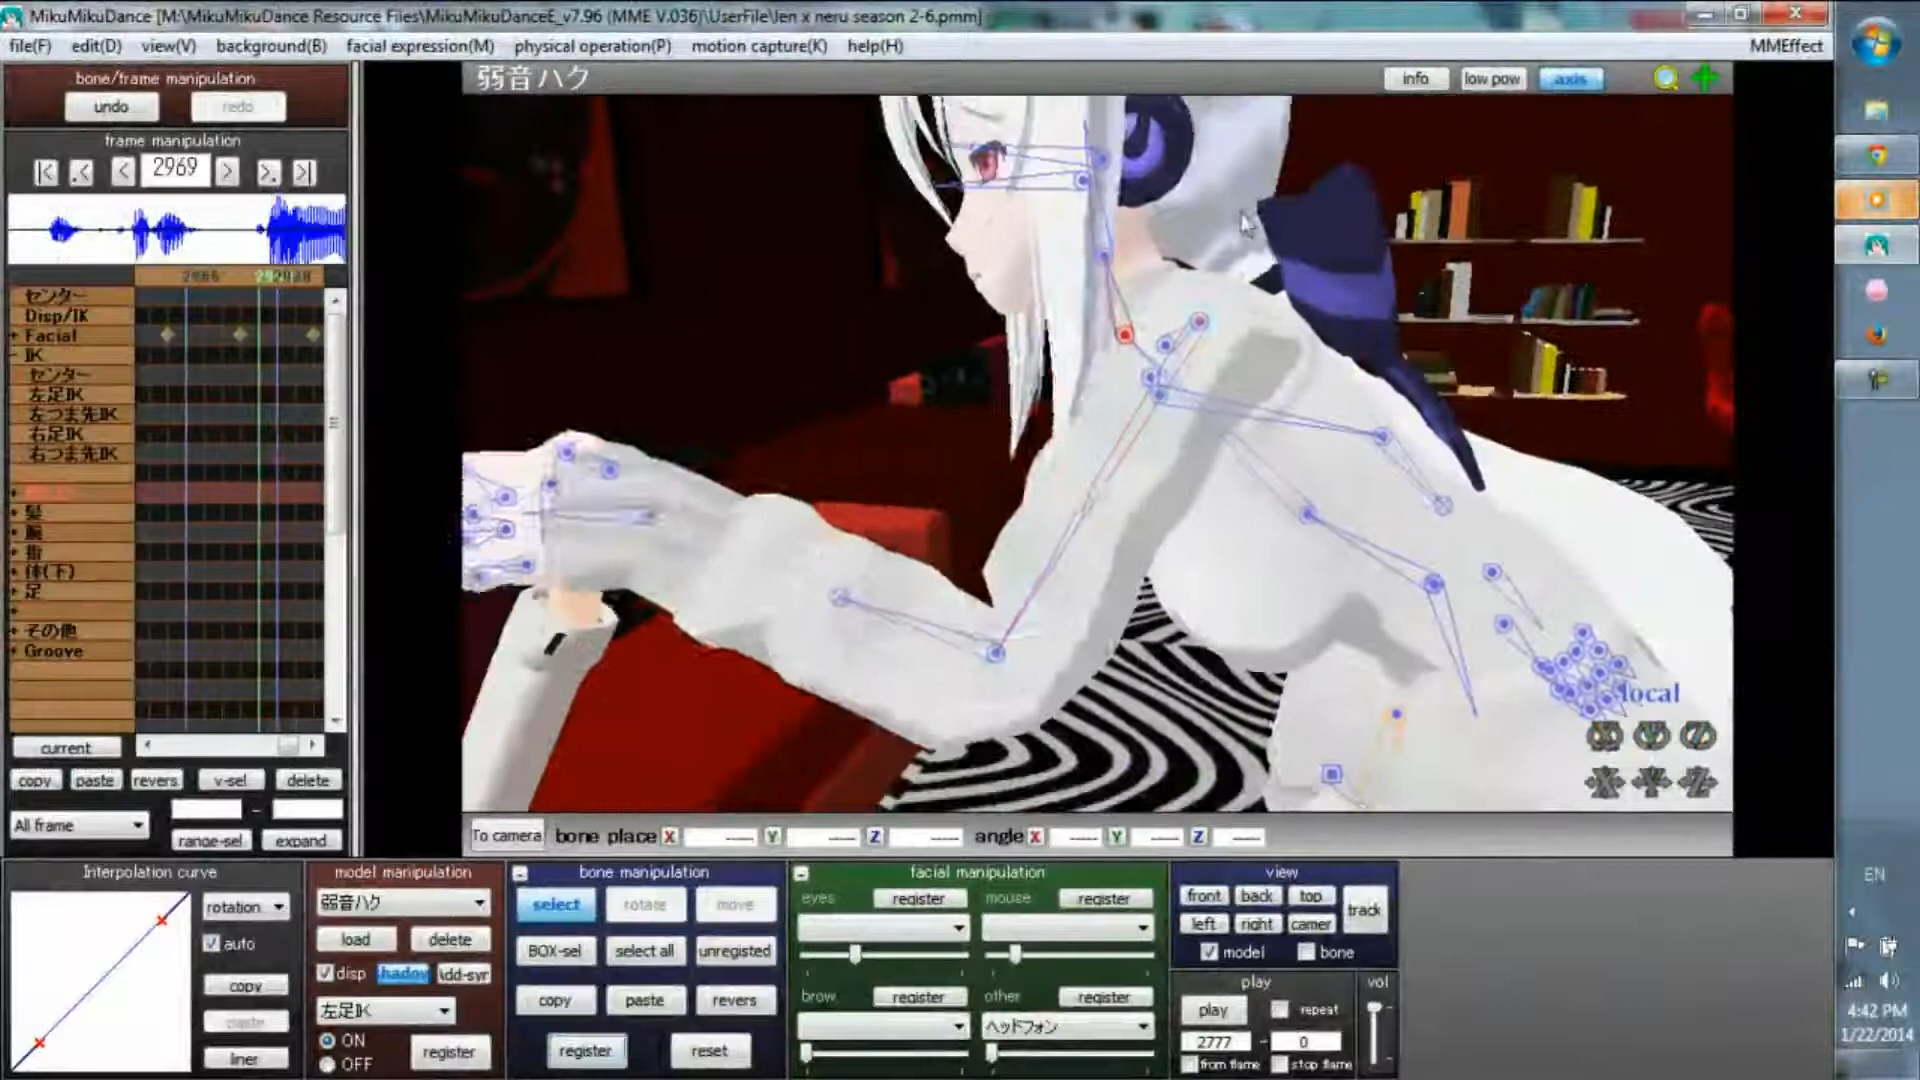 MikuMikuDance [M:\MikuMikuDance Resource Files\MikuMikuDanceE_v7.96 (MME V.036)\UserFile\len x neru season 2-6.pmm]
file(F) edit(D) view(V) background(B) facial expression(M) physical operation(P) motion capture(K) help(H) MMEffect
bone/frame manipulation
undo redo
frame manipulation
|< .< < 2969 > >. >|
弱音ハク info low pow axis
センター
Disp/IK
Facial
IK
センター
左足IK
左つま先IK
右足IK
右つま先IK
髪
腕
指
体(下)
足
その他
Groove
local
current
copy paste revers v-sel delete
All frame -
range-sel expand
To camera bone place X ---- Y ---- Z ---- angle X ---- Y ---- Z ----
Interpolation curve
rotation
auto
copy
paste
liner
model manipulation
弱音ハク
load delete
disp shadow
左足IK
ON
OFF
register
bone manipulation
select rotate move
BOX-sel select all unregisted
copy paste revers
register reset
facial manipulation
eyes register mouse register
brow register other register
ヘッドフォン
view
front back top
left right camer
track
model bone
play
play repeat
2777 - 0
from flame stop flame
vol
EN
4:42 PM
1/22/2014